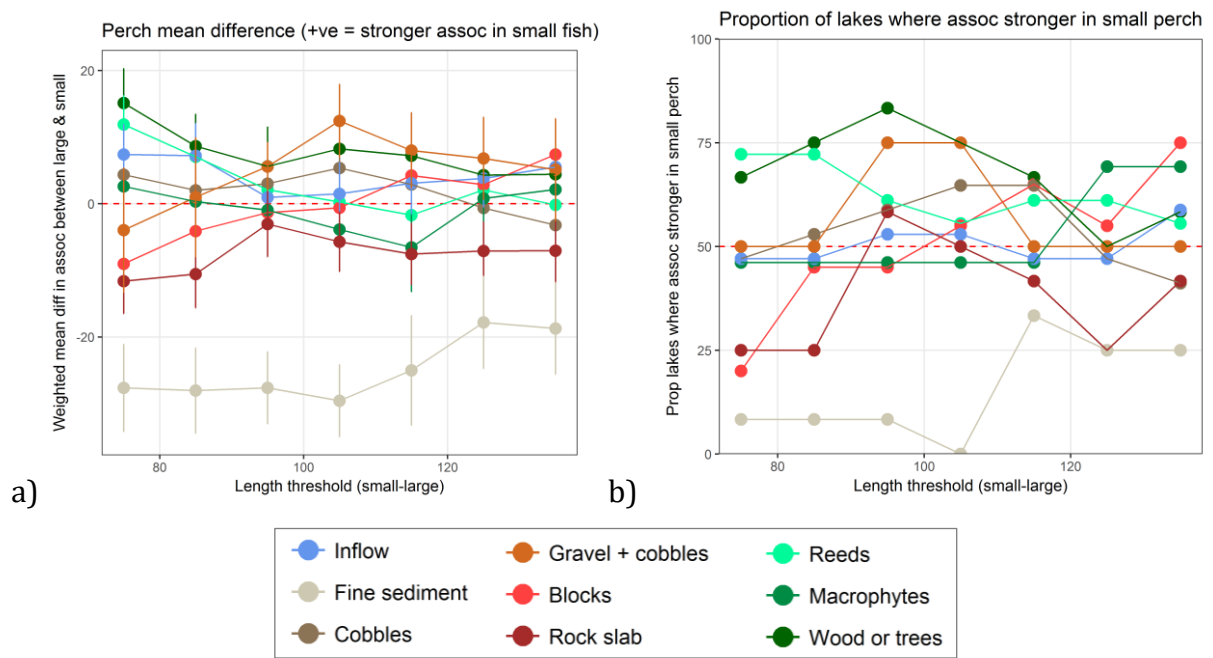 Perch mean difference (+ve = stronger assoc in small fish)
Weighted mean diff in assoc between large & small
20
0
-20
80
100
120
Length threshold (small-large)
a)
Proportion of lakes where assoc stronger in small perch
Prop lakes where assoc stronger in small perch
100
75
50
25
0
80
100
120
Length threshold (small-large)
b)
Inflow
Gravel + cobbles
Reeds
Fine sediment
Blocks
Macrophytes
Cobbles
Rock slab
Wood or trees